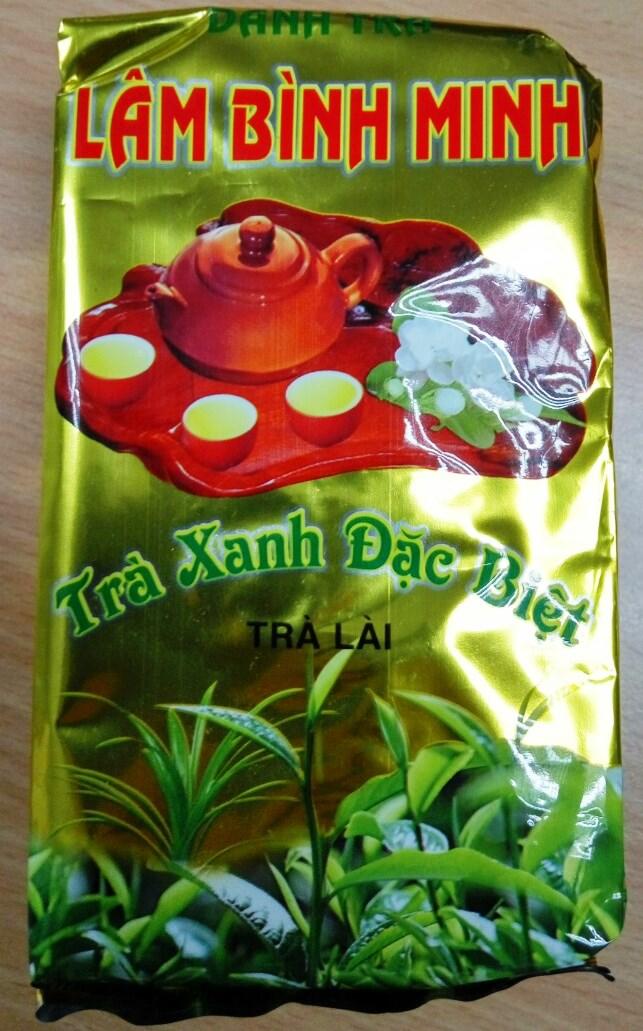 DANH TRÀ
LÂM BÌNH MINH
Trà Xanh Đặc Biệt
TRÀ LÀI